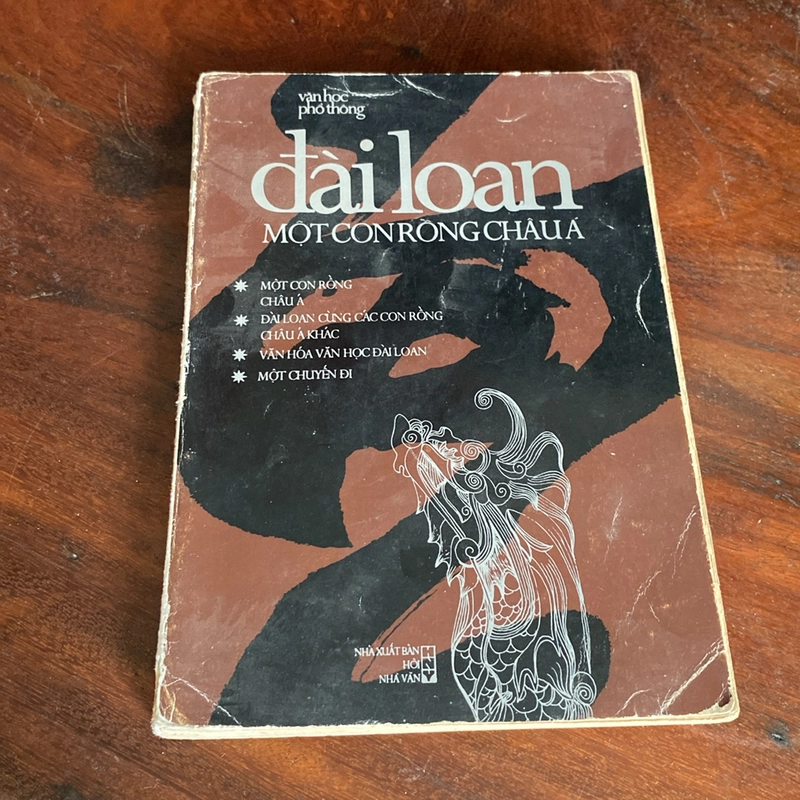 văn học
phổ thông
đài loan
MỘT CON RỒNG CHÂU Á
MỘT CON RỒNG
CHÂU Á
ĐÀI LOAN CÙNG CÁC CON RỒNG
CHÂU Á KHÁC
VĂN HÓA VĂN HỌC ĐÀI LOAN
MỘT CHUYẾN ĐI
NHÀ XUẤT BẢN
HỘI
NHÀ VĂN